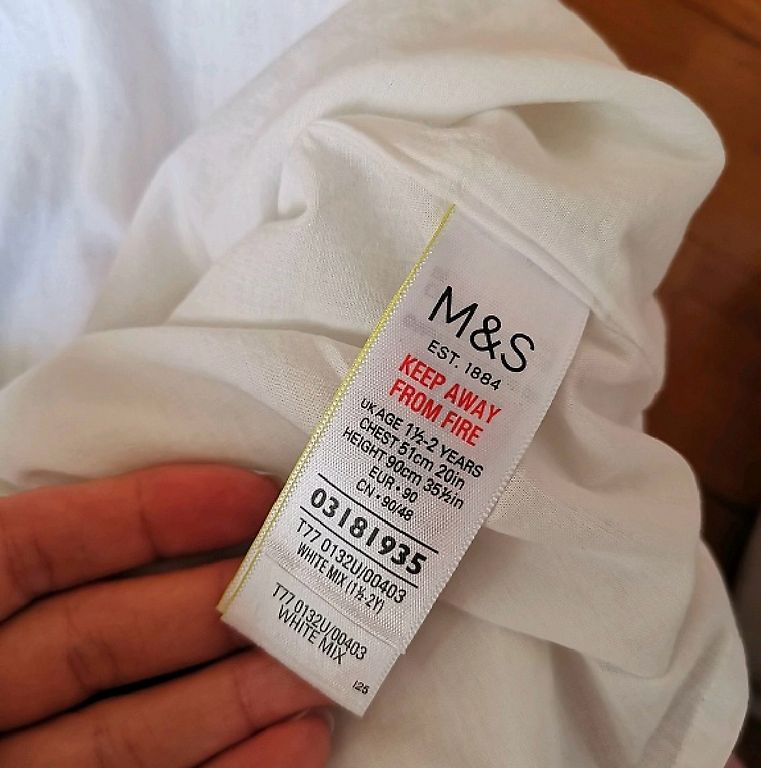 M&S
EST. 1884
KEEP AWAY
FROM FIRE
UK AGE 1½-2 YEARS
CHEST 51cm 20in
HEIGHT 90cm 35½in
EUR • 90
CN • 90/48
03181935
T77 0132U/00403
WHITE MIX (1½-2Y)
T77 0132U/00403
WHITE MIX
I25